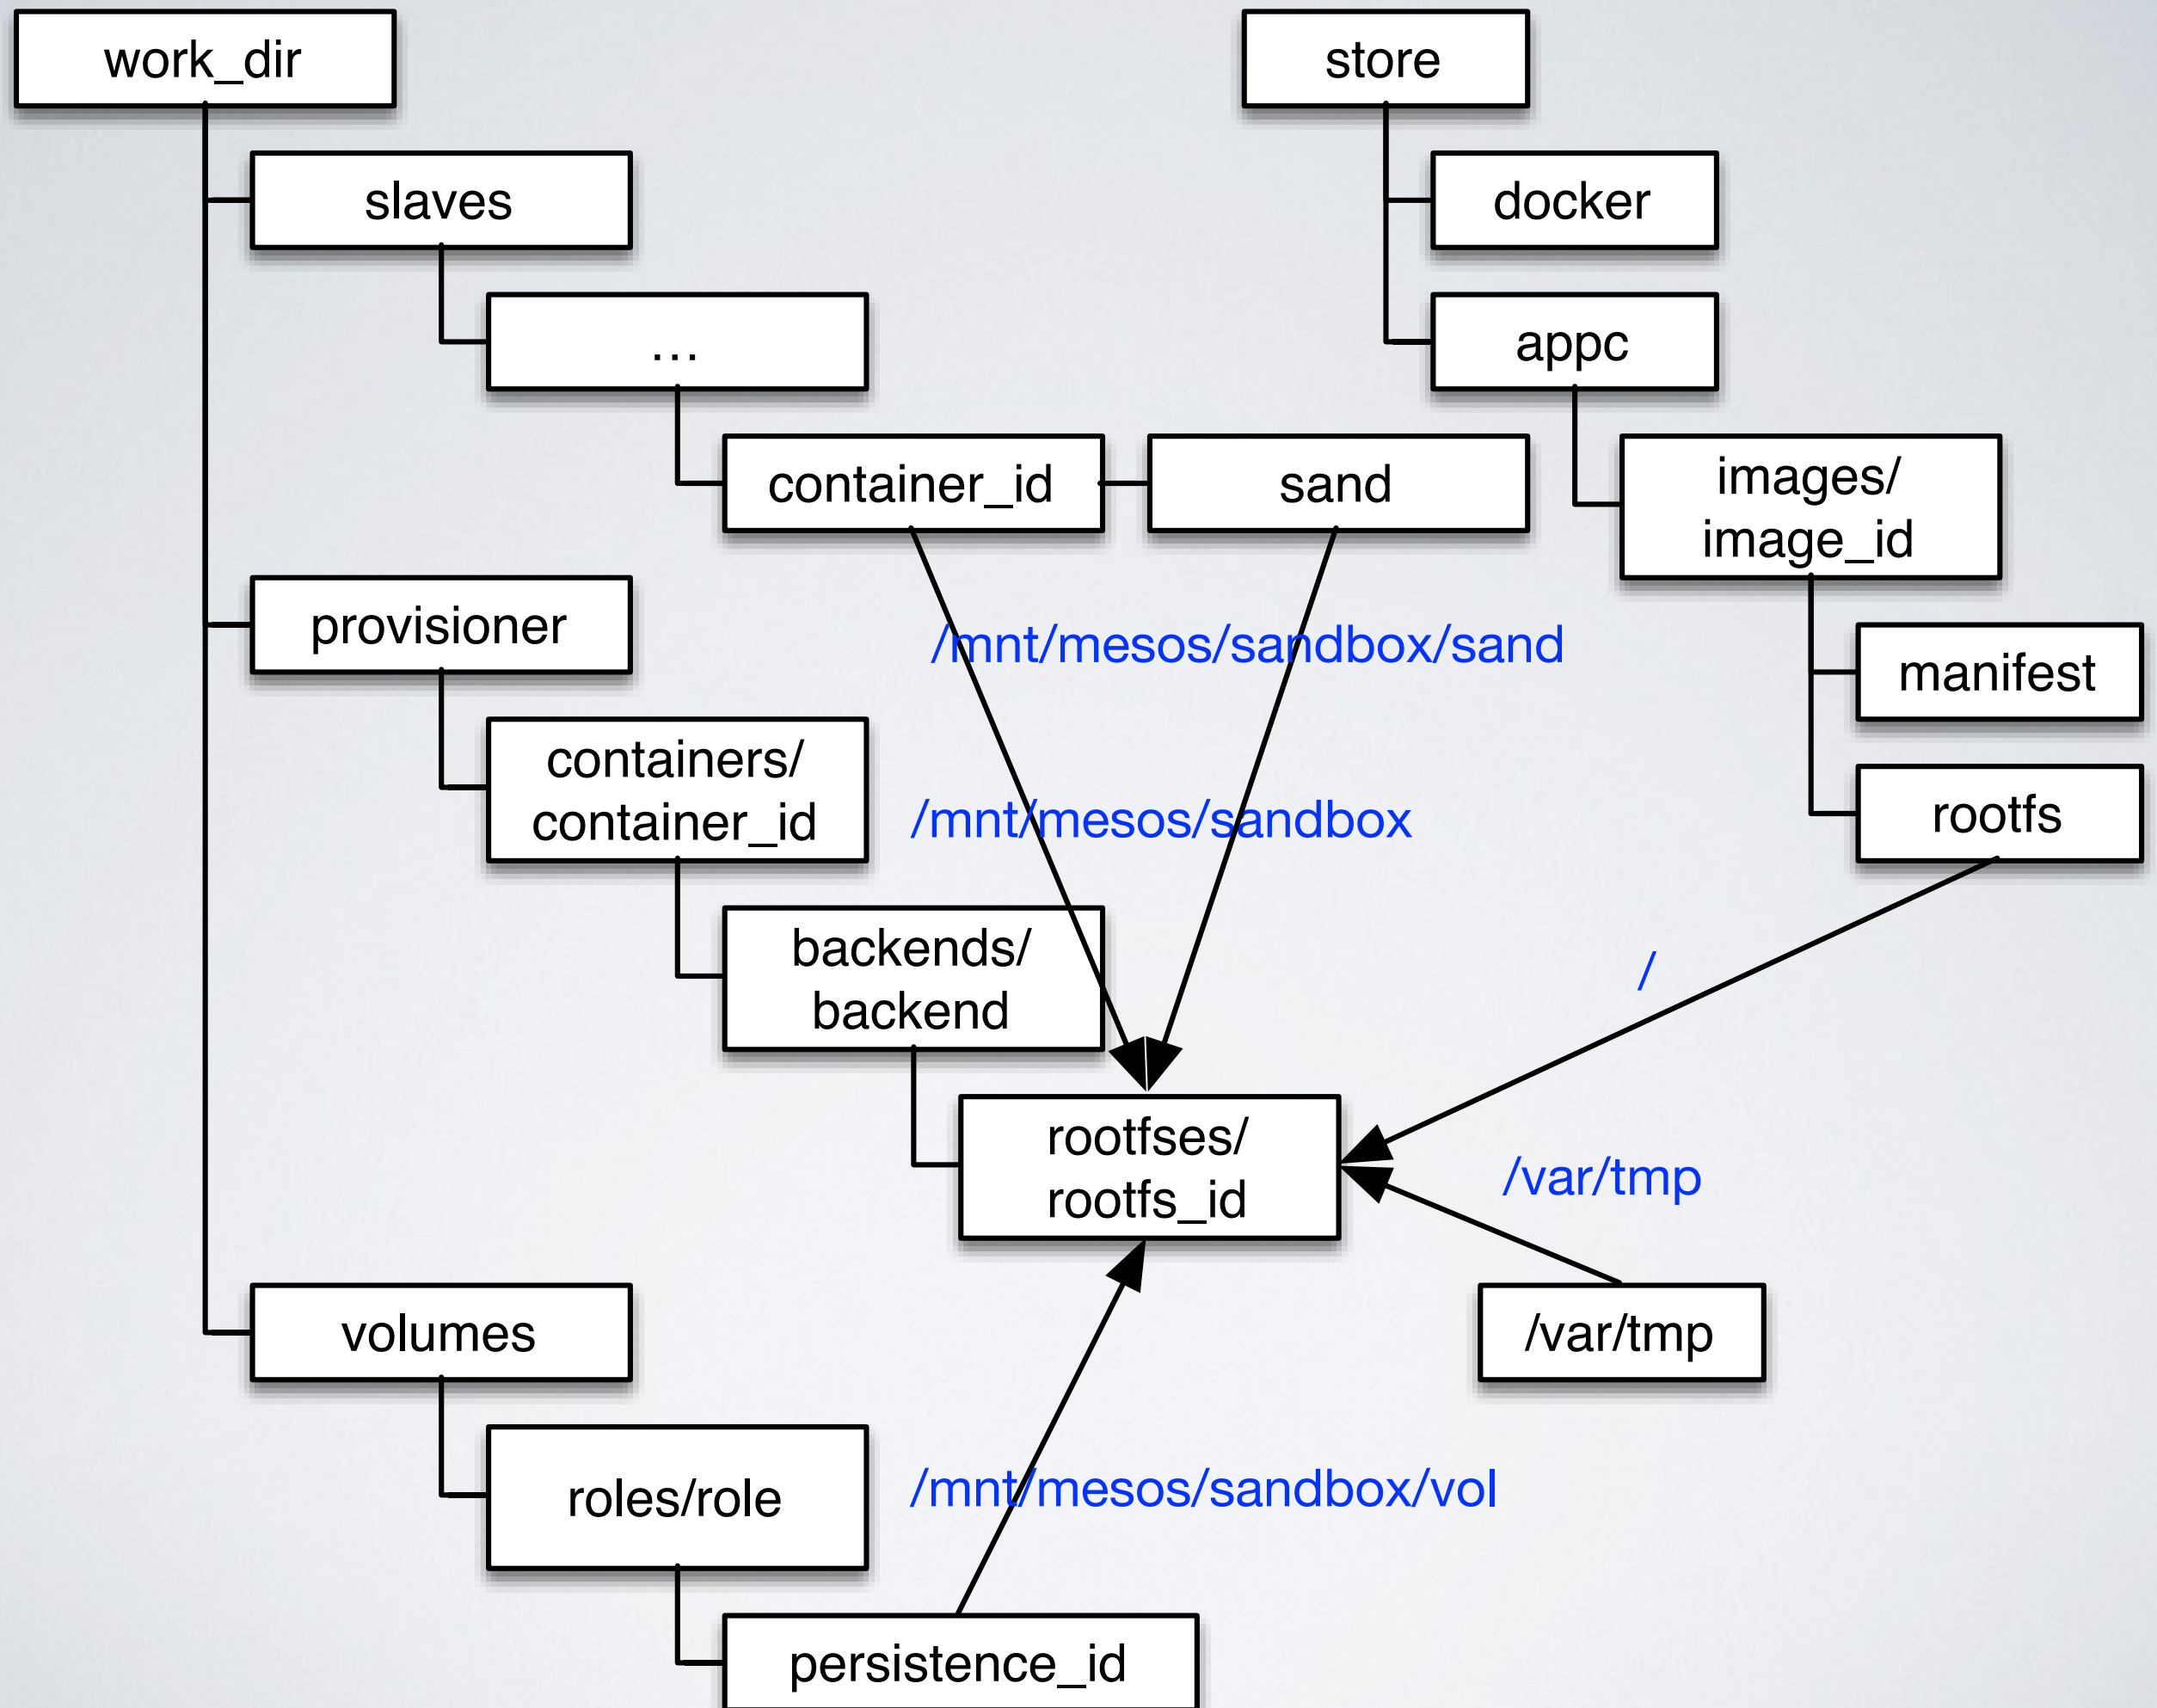 work_dir
store
slaves
docker
…
appc
container_id
sand
images/
image_id
provisioner
/mnt/mesos/sandbox/sand
manifest
containers/
container_id
/mnt/mesos/sandbox
rootfs
backends/
backend
/
rootfses/
rootfs_id
/var/tmp
volumes
/var/tmp
roles/role
/mnt/mesos/sandbox/vol
persistence_id